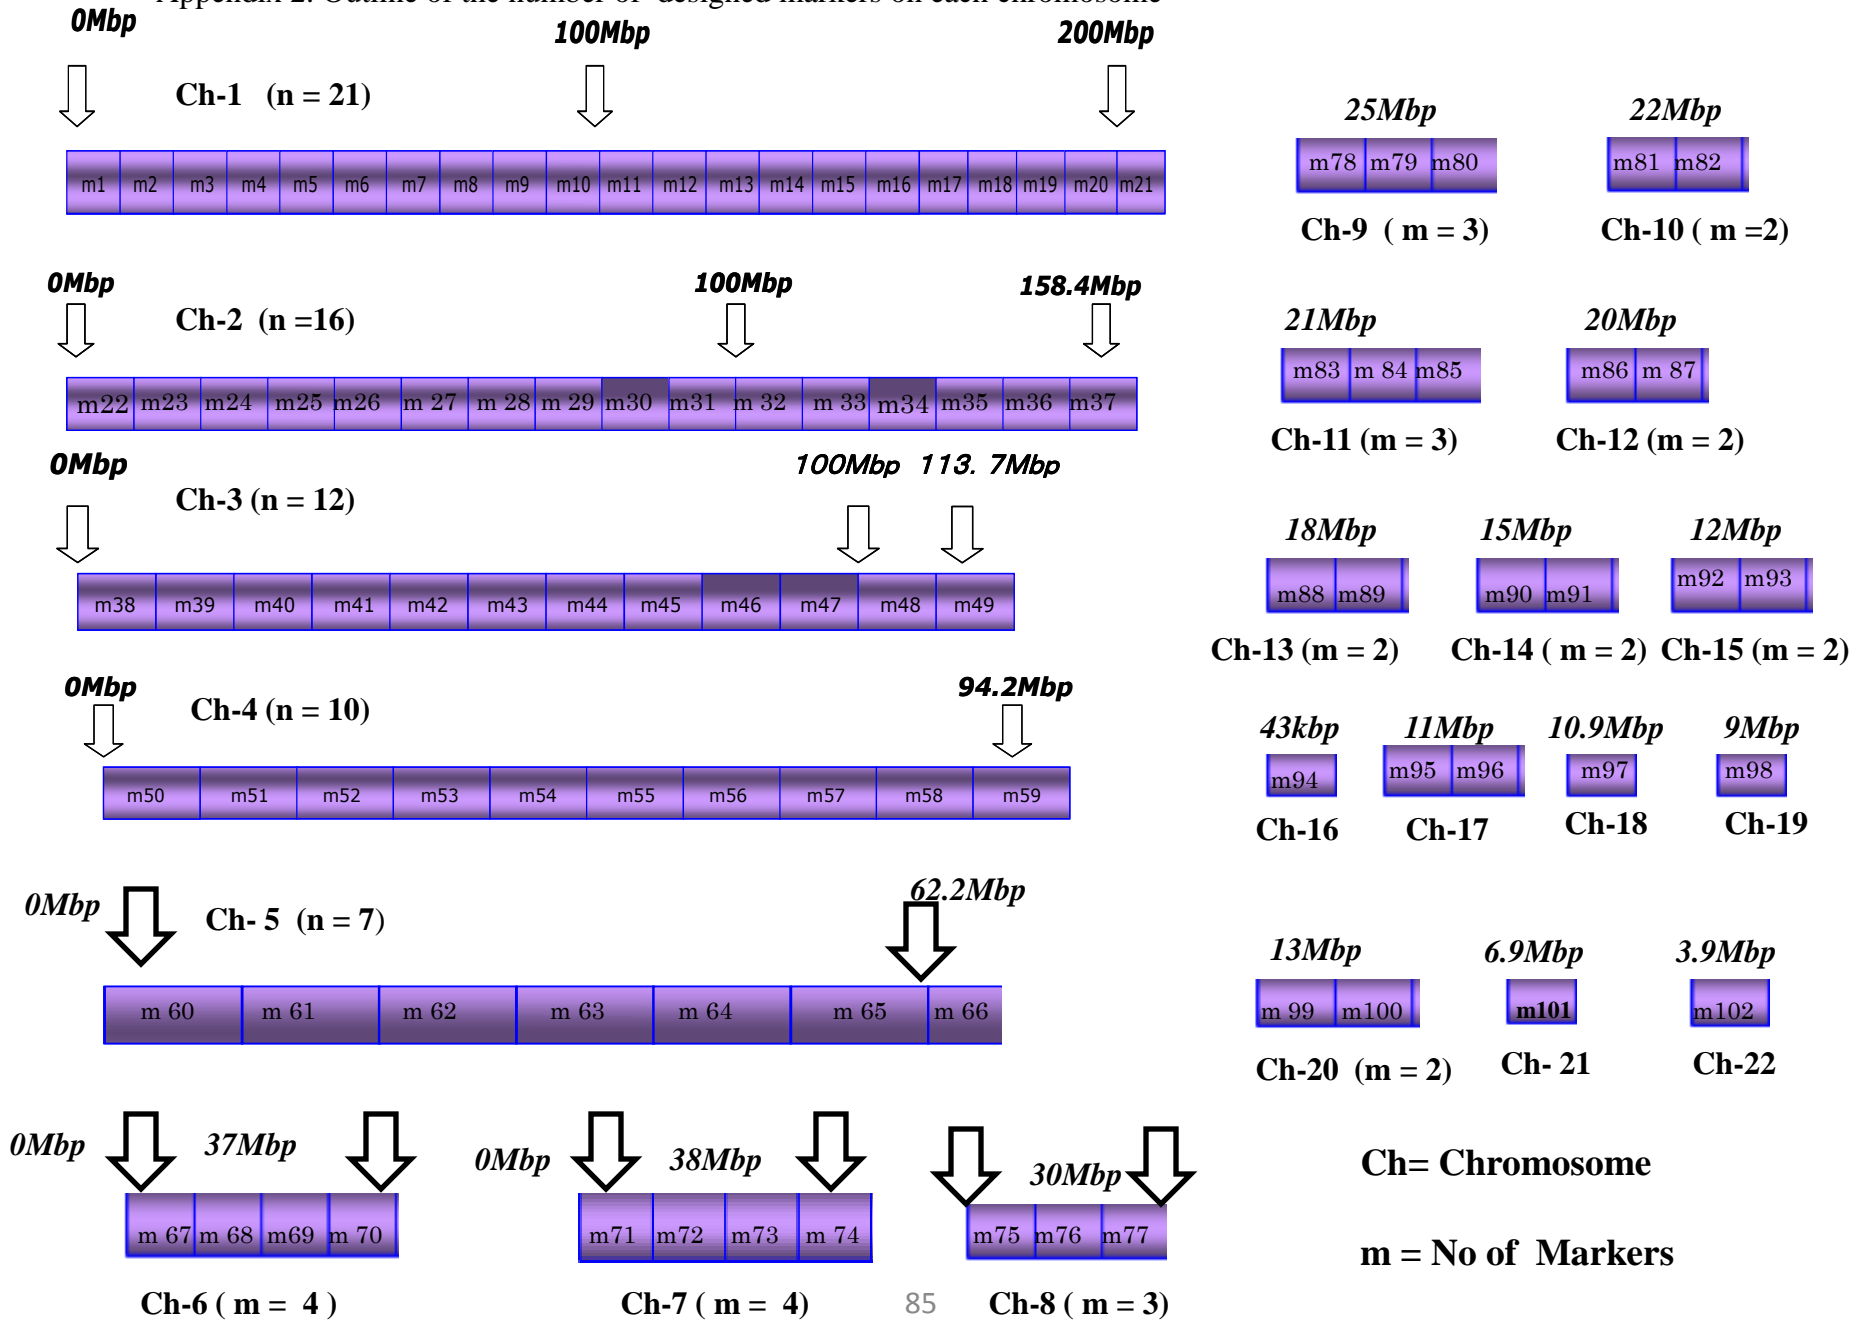 Appendix 2: Outline of the number of designed markers on each chromosome
0Mbp 100Mbp 200Mbp
Ch-1 (n = 21)
m1 m2 m3 m4 m5 m6 m7 m8 m9 m10 m11 m12 m13 m14 m15 m16 m17 m18 m19 m20 m21
0Mbp 100Mbp 158.4Mbp
Ch-2 (n =16)
m22 m23 m24 m25 m26 m 27 m 28 m 29 m30 m31 m 32 m 33 m34 m35 m36 m37
0Mbp 100Mbp 113. 7Mbp
Ch-3 (n = 12)
m38 m39 m40 m41 m42 m43 m44 m45 m46 m47 m48 m49
0Mbp 94.2Mbp
Ch-4 (n = 10)
m50 m51 m52 m53 m54 m55 m56 m57 m58 m59
0Mbp 62.2Mbp
Ch- 5 (n = 7)
m 60 m 61 m 62 m 63 m 64 m 65 m 66
0Mbp 37Mbp
m 67 m 68 m69 m 70
Ch-6 ( m = 4 )
0Mbp 38Mbp
m71 m72 m73 m 74
Ch-7 ( m = 4)
30Mbp
m75 m76 m77
Ch-8 ( m = 3)
85
25Mbp 22Mbp
m78 m79 m80 m81 m82
Ch-9 ( m = 3) Ch-10 ( m =2)
21Mbp 20Mbp
m83 m 84 m85 m86 m 87
Ch-11 (m = 3) Ch-12 (m = 2)
18Mbp 15Mbp 12Mbp
m88 m89 m90 m91 m92 m93
Ch-13 (m = 2) Ch-14 ( m = 2) Ch-15 (m = 2)
43kbp 11Mbp 10.9Mbp 9Mbp
m94 m95 m96 m97 m98
Ch-16 Ch-17 Ch-18 Ch-19
13Mbp 6.9Mbp 3.9Mbp
m 99 m100 m101 m102
Ch-20 (m = 2) Ch- 21 Ch-22
Ch= Chromosome
m = No of Markers